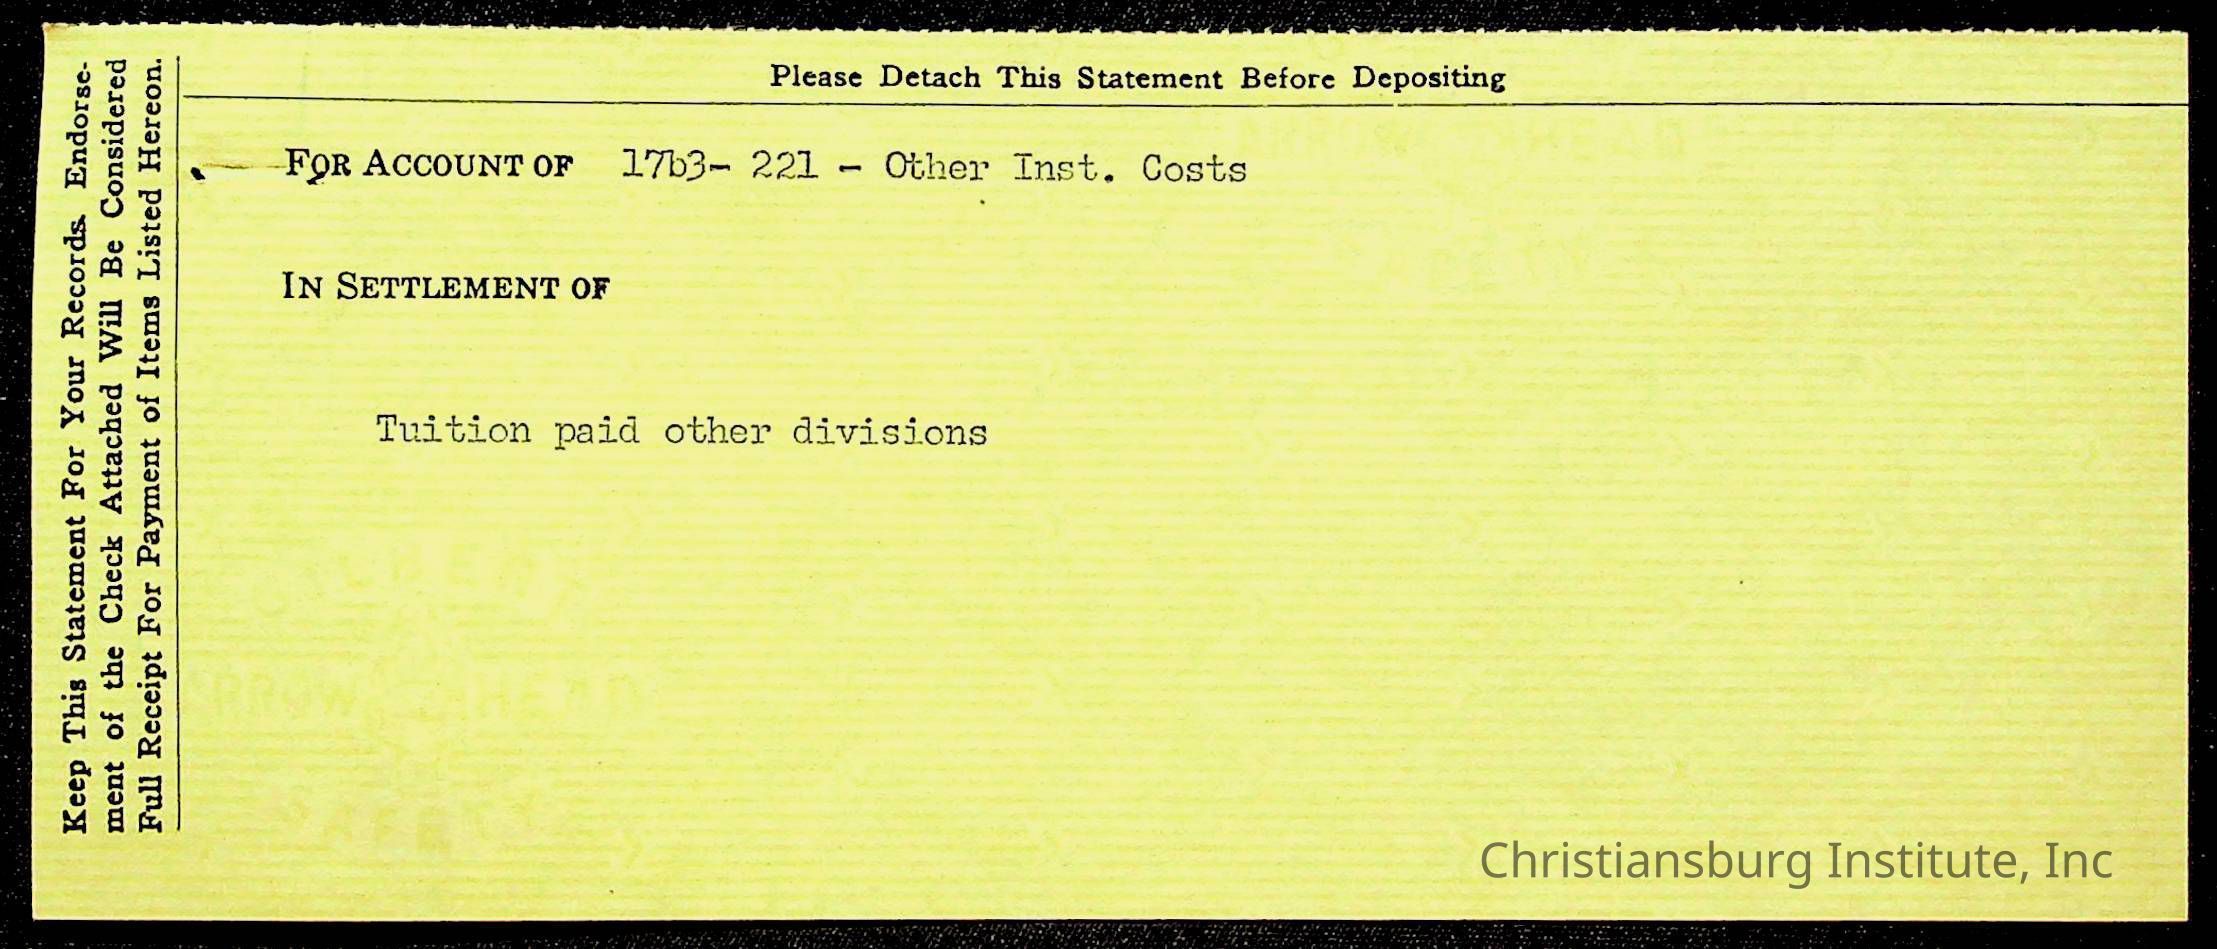 Please Detach This Statement Before Depositing
Keep This Statement For Your Records. Endorse-
ment of the Check Attached Will Be Considered
Full Receipt For Payment of Items Listed Hereon.
FOR ACCOUNT OF 17b3- 221 - Other Inst. Costs
IN SETTLEMENT OF
Tuition paid other divisions
Christiansburg Institute, Inc